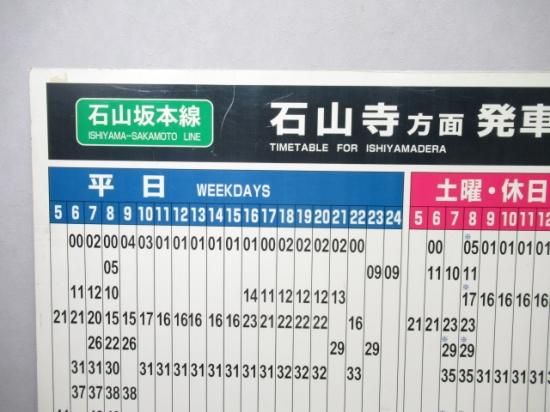 石山坂本線
ISHIYAMA-SAKAMOTO LINE
石山寺方面 発車
TIMETABLE FOR ISHIYAMADERA
平日 WEEKDAYS
土曜・休日
5 6 7 8 9 10 11 12 13 14 15 16 17 18 19 20 21 22 23 24
5 6 7 8 9 10 11 12
00 02 00 04 03 01 01 01 01 01 01 01 02 02 02 02 00
00 05 01 01 01
05 09 09
11 10 11
11 12 10 14 11 12 12 12 13
17 16 16 16
21 21 20 15 15 17 16 16 16 16 23 21 22 22 22 16
21 21 23 23
26 22 26 29 29
29 29
31 31 31 31 31 31 31 31 31 31 32 32 33
35 35 31 31 31
37 38 38